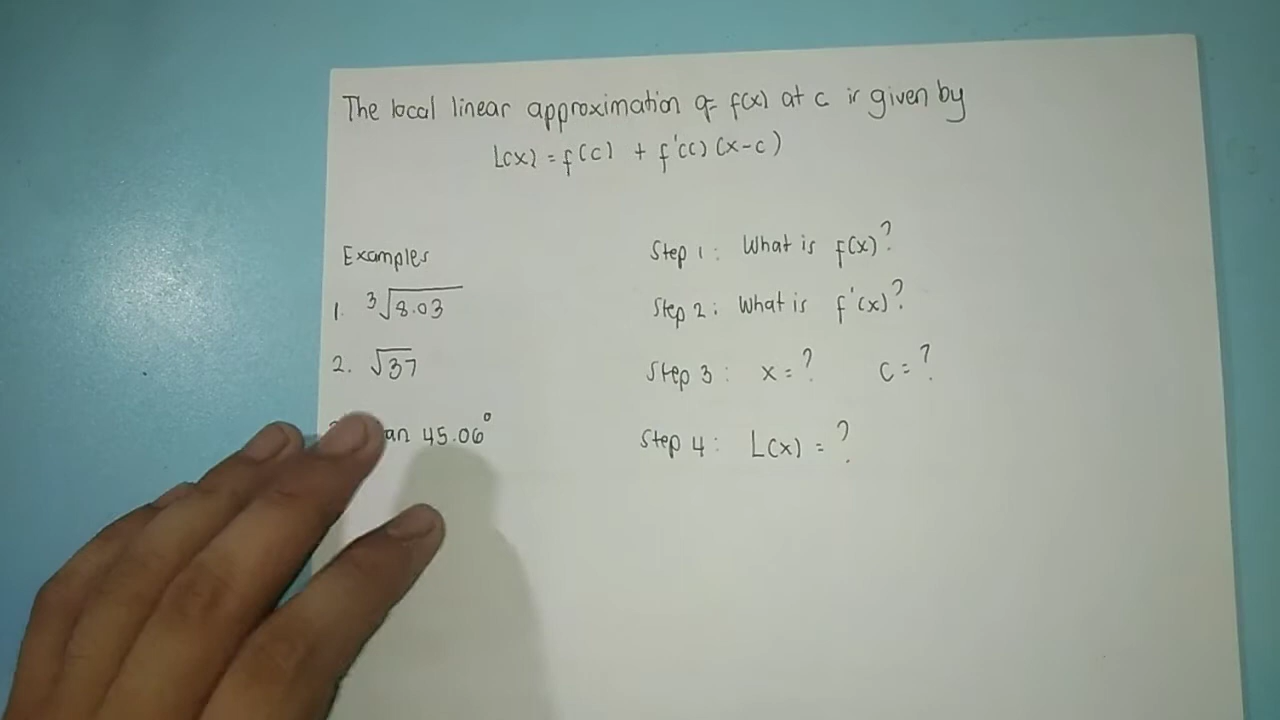 The local linear approximation of f(x) at c is given by
L(x) = f(c) + f'(c) (x-c)
Examples
1. ³√8.03
2. √37
an 45.06°
Step 1: What is f(x)?
Step 2: What is f'(x)?
Step 3: x = ? c = ?
Step 4: L(x) = ?